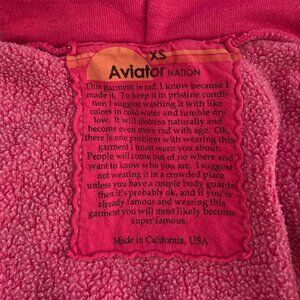 XS
Aviator NATION
This garment is rad. I know because I
made it. To keep it in pristine condi-
tion I suggest washing it with like
colors in cold water and tumble dry
low. It will distress naturally and
become even more rad with age. Oh,
there is one problem with wearing this
garment I must warn you about:
People will come out of no where and
want to know who you are. I suggest
not wearing it in a crowded place
unless you have a couple body guards
then it's probably ok, and if you're
already famous and wearing this
garment you will most likely become
super famous.
Made in California, USA